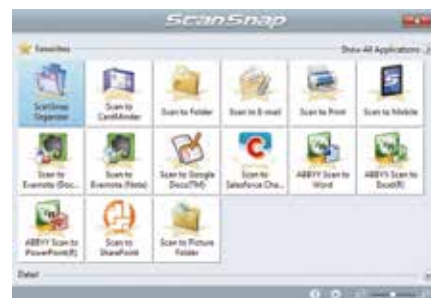 ScanSnap
Favorites
Show All Applications
ScanSnap Organizer
Scan to CardMinder
Scan to Folder
Scan to E-mail
Scan to Print
Scan to Mobile
Scan to Evernote (Doc...
Scan to Evernote (Note)
Scan to Google Docs(TM)
Scan to Salesforce Cha...
ABBYY Scan to Word
ABBYY Scan to Excel(R)
ABBYY Scan to PowerPoint(R)
Scan to SharePoint
Scan to Picture Folder
Detail